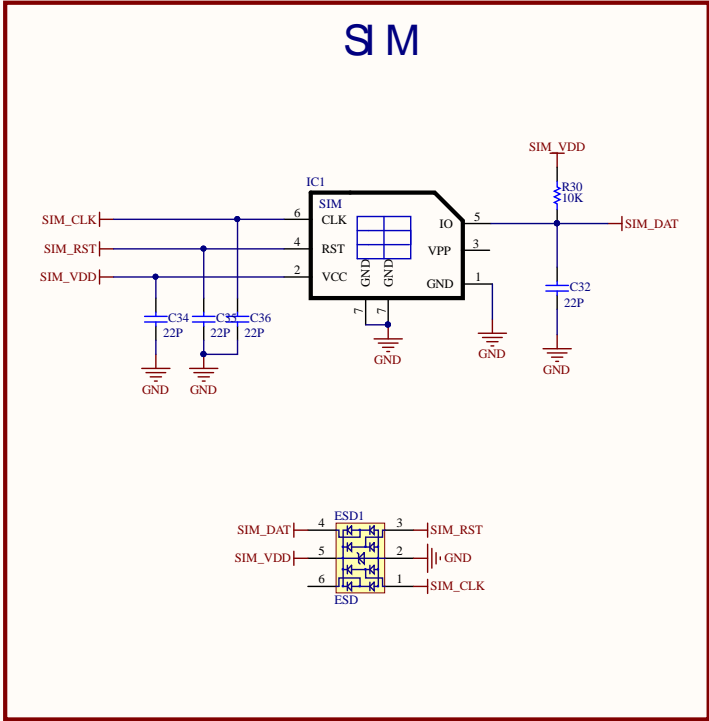 SIM
SIM_VDD
R30
10K
IC1
SIM
SIM_CLK
6
CLK
IO
5
SIM_DAT
SIM_RST
4
RST
VPP
3
SIM_VDD
2
VCC
GND
GND
GND
1
C34
22P
C35
22P
C36
22P
7
7
C32
22P
GND
GND
GND
GND
GND
ESD1
SIM_DAT
4
3
SIM_RST
SIM_VDD
5
2
GND
6
1
SIM_CLK
ESD